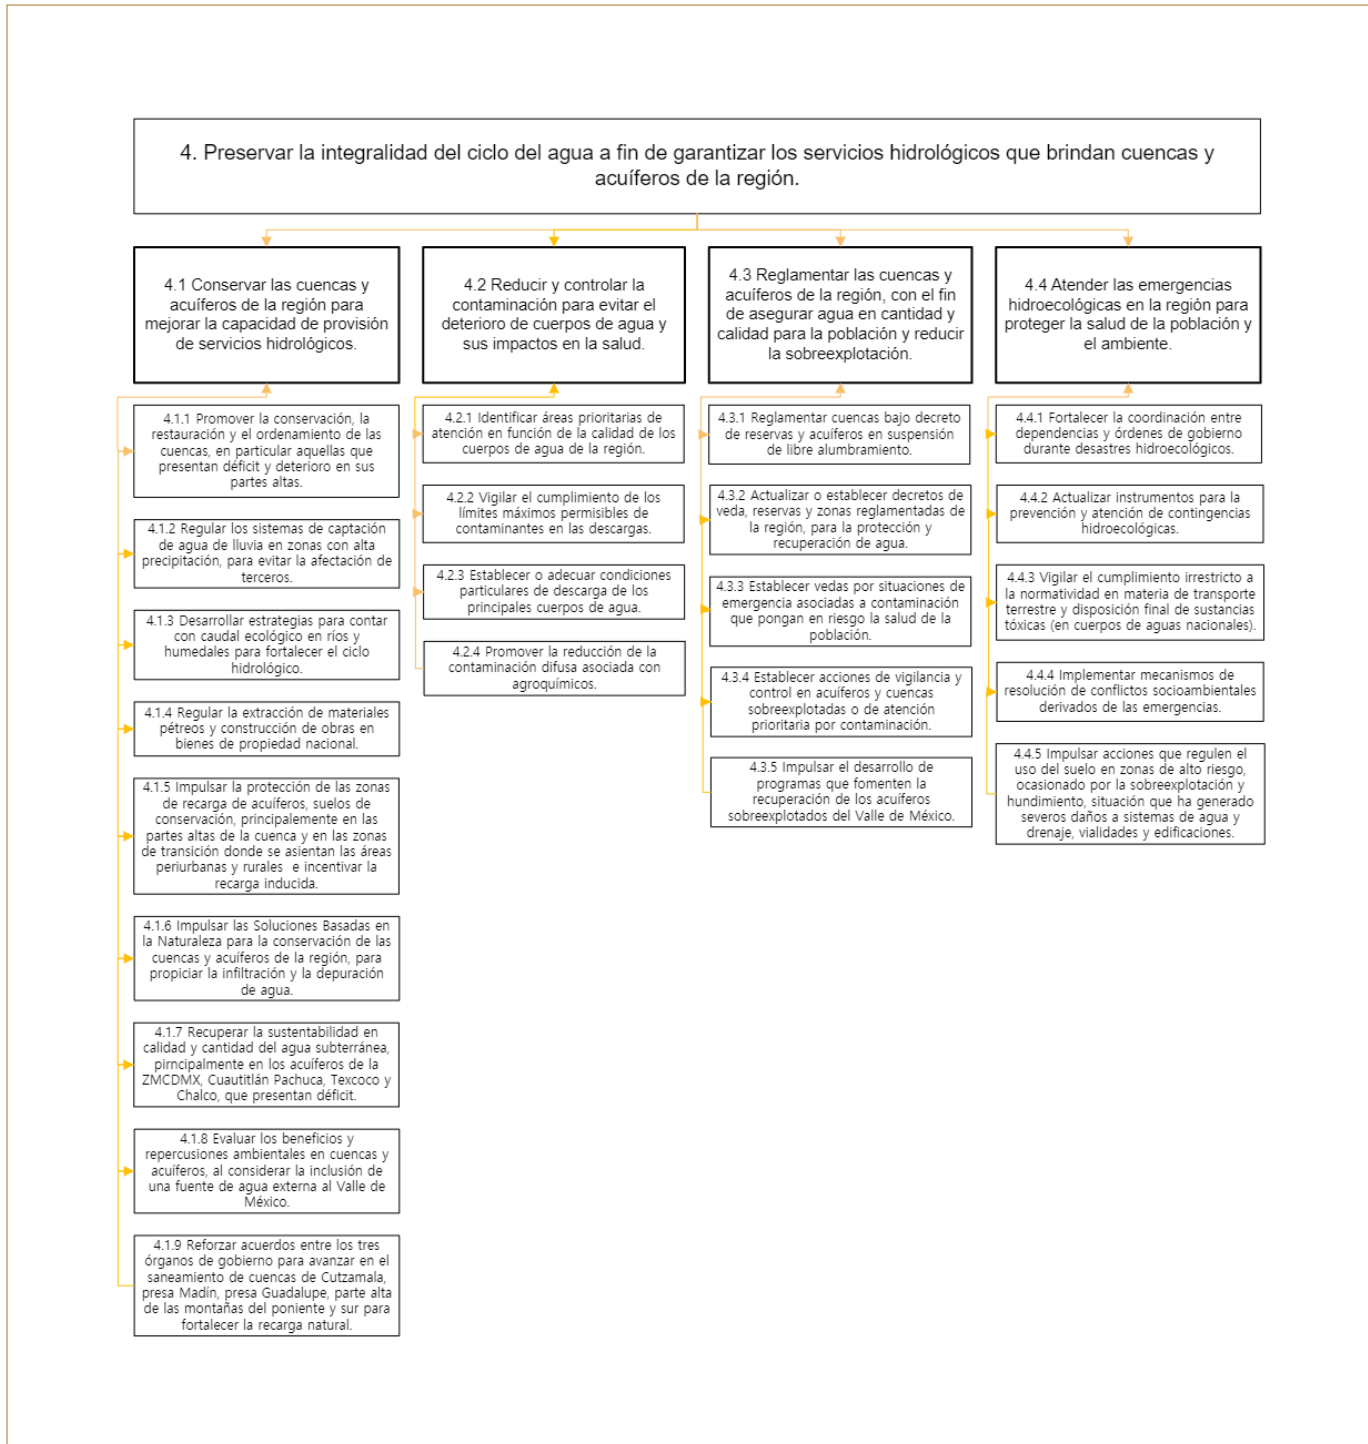 4. Preservar la integralidad del ciclo del agua a fin de garantizar los servicios hidrológicos que brindan cuencas y
acuíferos de la región.
4.1 Conservar las cuencas y
acuíferos de la región para
mejorar la capacidad de provisión
de servicios hidrológicos.
4.1.1 Promover la conservación, la
restauración y el ordenamiento de las
cuencas, en particular aquellas que
presentan déficit y deterioro en sus
partes altas.
4.1.2 Regular los sistemas de captación
de agua de lluvia en zonas con alta
precipitación, para evitar la afectación de
terceros.
4.1.3 Desarrollar estrategias para contar
con caudal ecológico en ríos y
humedales para fortalecer el ciclo
hidrológico.
4.1.4 Regular la extracción de materiales
pétreos y construcción de obras en
bienes de propiedad nacional.
4.1.5 Impulsar la protección de las zonas
de recarga de acuíferos, suelos de
conservación, principalmente en las
partes altas de la cuenca y en las zonas
de transición donde se asientan las áreas
periurbanas y rurales e incentivar la
recarga inducida.
4.1.6 Impulsar las Soluciones Basadas en
la Naturaleza para la conservación de las
cuencas y acuíferos de la región, para
propiciar la infiltración y la depuración
de agua.
4.1.7 Recuperar la sustentabilidad en
calidad y cantidad del agua subterránea,
pirncipalmente en los acuíferos de la
ZMCDMX, Cuautitlán Pachuca, Texcoco y
Chalco, que presentan déficit.
4.1.8 Evaluar los beneficios y
repercusiones ambientales en cuencas y
acuíferos, al considerar la inclusión de
una fuente de agua externa al Valle de
México.
4.1.9 Reforzar acuerdos entre los tres
órganos de gobierno para avanzar en el
saneamiento de cuencas de Cutzamala,
presa Madín, presa Guadalupe, parte alta
de las montañas del poniente y sur para
fortalecer la recarga natural.
4.2 Reducir y controlar la
contaminación para evitar el
deterioro de cuerpos de agua y
sus impactos en la salud.
4.2.1 Identificar áreas prioritarias de
atención en función de la calidad de los
cuerpos de agua de la región.
4.2.2 Vigilar el cumplimiento de los
límites máximos permisibles de
contaminantes en las descargas.
4.2.3 Establecer o adecuar condiciones
particulares de descarga de los
principales cuerpos de agua.
4.2.4 Promover la reducción de la
contaminación difusa asociada con
agroquímicos.
4.3 Reglamentar las cuencas y
acuíferos de la región, con el fin
de asegurar agua en cantidad y
calidad para la población y reducir
la sobreexplotación.
4.3.1 Reglamentar cuencas bajo decreto
de reservas y acuíferos en suspensión
de libre alumbramiento.
4.3.2 Actualizar o establecer decretos de
veda, reservas y zonas reglamentadas de
la región, para la protección y
recuperación de agua.
4.3.3 Establecer vedas por situaciones de
emergencia asociadas a contaminación
que pongan en riesgo la salud de la
población.
4.3.4 Establecer acciones de vigilancia y
control en acuíferos y cuencas
sobreexplotadas o de atención
prioritaria por contaminación.
4.3.5 Impulsar el desarrollo de
programas que fomenten la
recuperación de los acuíferos
sobreexplotados del Valle de México.
4.4 Atender las emergencias
hidroecológicas en la región para
proteger la salud de la población y
el ambiente.
4.4.1 Fortalecer la coordinación entre
dependencias y órdenes de gobierno
durante desastres hidroecológicos.
4.4.2 Actualizar instrumentos para la
prevención y atención de contingencias
hidroecológicas.
4.4.3 Vigilar el cumplimiento irrestricto a
la normatividad en materia de transporte
terrestre y disposición final de sustancias
tóxicas (en cuerpos de aguas nacionales).
4.4.4 Implementar mecanismos de
resolución de conflictos socioambientales
derivados de las emergencias.
4.4.5 Impulsar acciones que regulen el
uso del suelo en zonas de alto riesgo,
ocasionado por la sobreexplotación y
hundimiento, situación que ha generado
severos daños a sistemas de agua y
drenaje, vialidades y edificaciones.